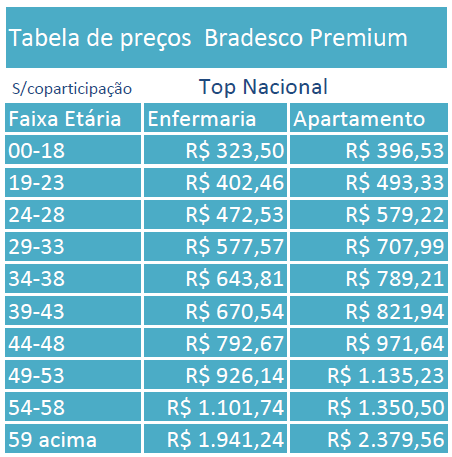 Tabela de preços Bradesco Premium
S/coparticipação Top Nacional
Faixa Etária Enfermaria Apartamento
00-18 R$ 323,50 R$ 396,53
19-23 R$ 402,46 R$ 493,33
24-28 R$ 472,53 R$ 579,22
29-33 R$ 577,57 R$ 707,99
34-38 R$ 643,81 R$ 789,21
39-43 R$ 670,54 R$ 821,94
44-48 R$ 792,67 R$ 971,64
49-53 R$ 926,14 R$ 1.135,23
54-58 R$ 1.101,74 R$ 1.350,50
59 acima R$ 1.941,24 R$ 2.379,56